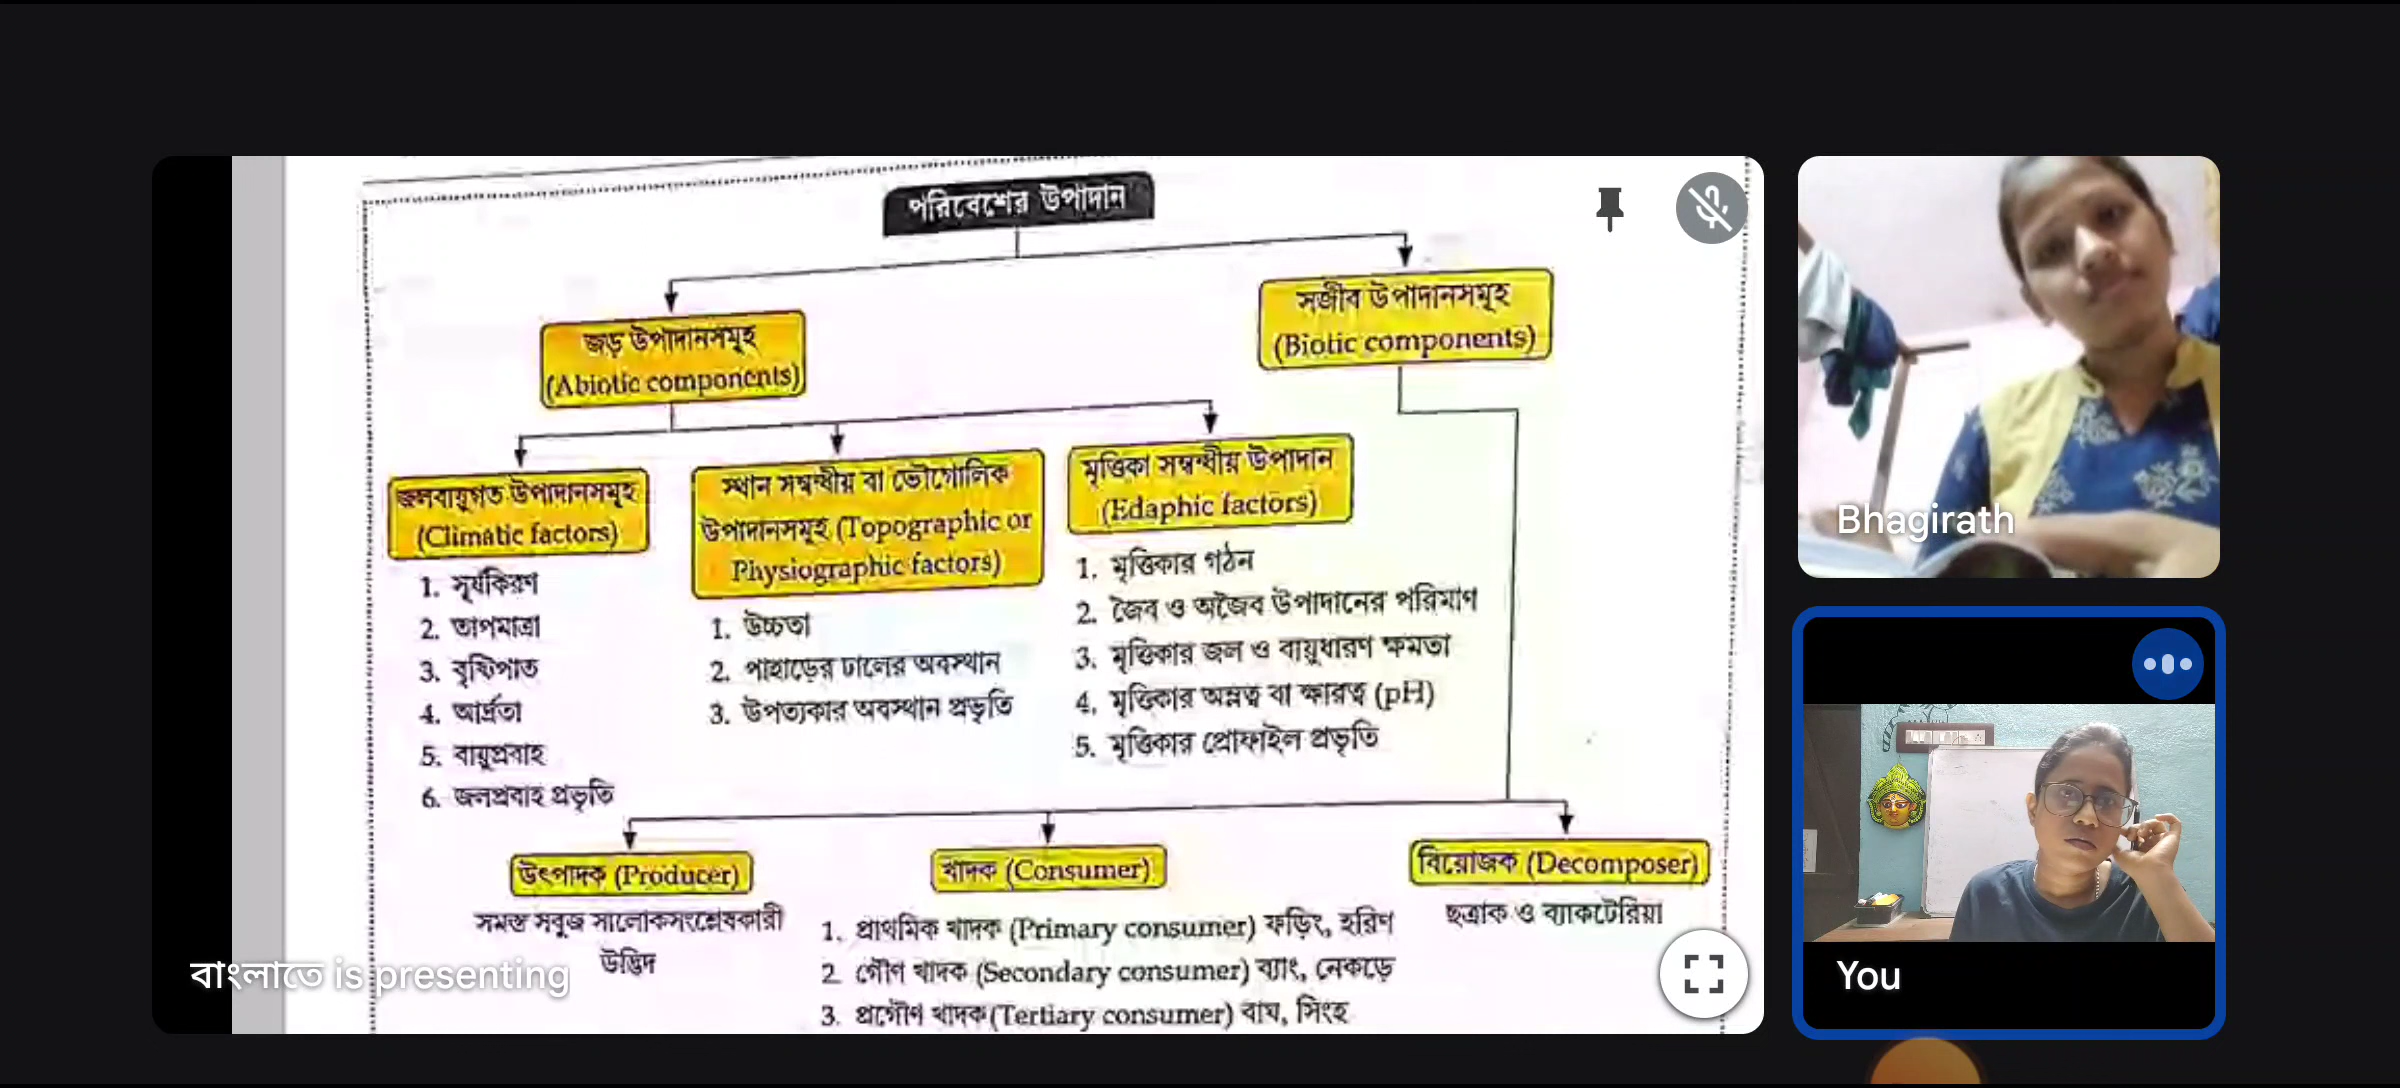 পরিবেশের উপাদান
জড় উপাদানসমূহ
(Abiotic components)
সজীব উপাদানসমূহ
(Biotic components)
জলবায়ুগত উপাদানসমূহ
(Climatic factors)
1. সূর্যকিরণ
2. তাপমাত্রা
3. বৃষ্টিপাত
4. আর্দ্রতা
5. বায়ুপ্রবাহ
6. জলপ্রবাহ প্রভৃতি
স্থান সম্বন্ধীয় বা ভৌগোলিক
উপাদানসমূহ (Topographic or
Physiographic factors)
1. উচ্চতা
2. পাহাড়ের ঢালের অবস্থান
3. উপত্যকার অবস্থান প্রভৃতি
মৃত্তিকা সম্বন্ধীয় উপাদান
(Edaphic factors)
1. মৃত্তিকার গঠন
2. জৈব ও অজৈব উপাদানের পরিমাণ
3. মৃত্তিকার জল ও বায়ুধারণ ক্ষমতা
4. মৃত্তিকার অম্লত্ব বা ক্ষারত্ব (pH)
5. মৃত্তিকার প্রোফাইল প্রভৃতি
উৎপাদক (Producer)
সমস্ত সবুজ সালোকসংশ্লেষকারী
উদ্ভিদ
খাদক (Consumer)
1. প্রাথমিক খাদক (Primary consumer) ফড়িং, হরিণ
2 গৌণ খাদক (Secondary consumer) ব্যাং, নেকড়ে
3. প্রগৌণ খাদক (Tertiary consumer) বাঘ, সিংহ
বিয়োজক (Decomposer)
ছত্রাক ও ব্যাকটেরিয়া
বাংলাতে is presenting
Bhagirath
You